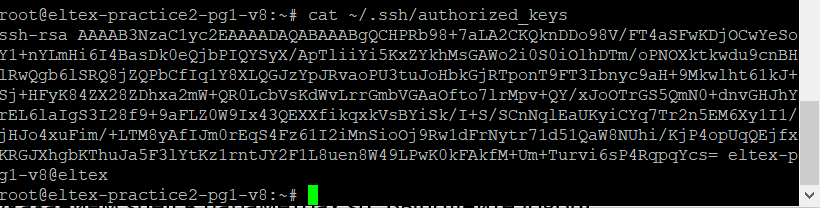 root@eltex-practice2-pg1-v8:~# cat ~/.ssh/authorized_keys
ssh-rsa AAAAB3NzaC1yc2EAAAADAQABAAABgQCHPRb98+7aLA2CKQknDDo98V/FT4aSFwKDjOCwYeSo
Y1+nYLmHi6I4BasDk0eQjbPIQYSyX/ApTliiYi5KxZYkhMsGAWo2i0S0iOlhDTm/oPNOXktkwdu9cnBH
lRwQgb6lSRQ8jZQPbCfIq1Y8XLQGJzYpJRvaoPU3tuJoHbkGjRTponT9FT3Ibnyc9aH+9Mkwlht61kJ+
Sj+HFyK84ZX28ZDhxa2mW+QR0LcbVsKdWvLrrGmbVGAaOfto7lrMpv+QY/xJoOTrGS5QmN0+dnvGHJhY
rEL6laIgS3I28f9+9aFLZ0W9Ix43QEXXfikqxkVsBYiSk/I+S/SCnNqlEaUKyiCYq7Tr2n5EM6Xy1I1/
jHJo4xuFim/+LTM8yAfIJm0rEqS4Fz61I2iMnSioOj9Rw1dFrNytr71d51QaW8NUhi/KjP4opUqQEjfx
KRGJXhgbKThuJa5F3lYtKz1rntJY2F1L8uen8W49LPwK0kFAkfM+Um+Turvi6sP4RqpqYcs= eltex-p
g1-v8@eltex
root@eltex-practice2-pg1-v8:~#